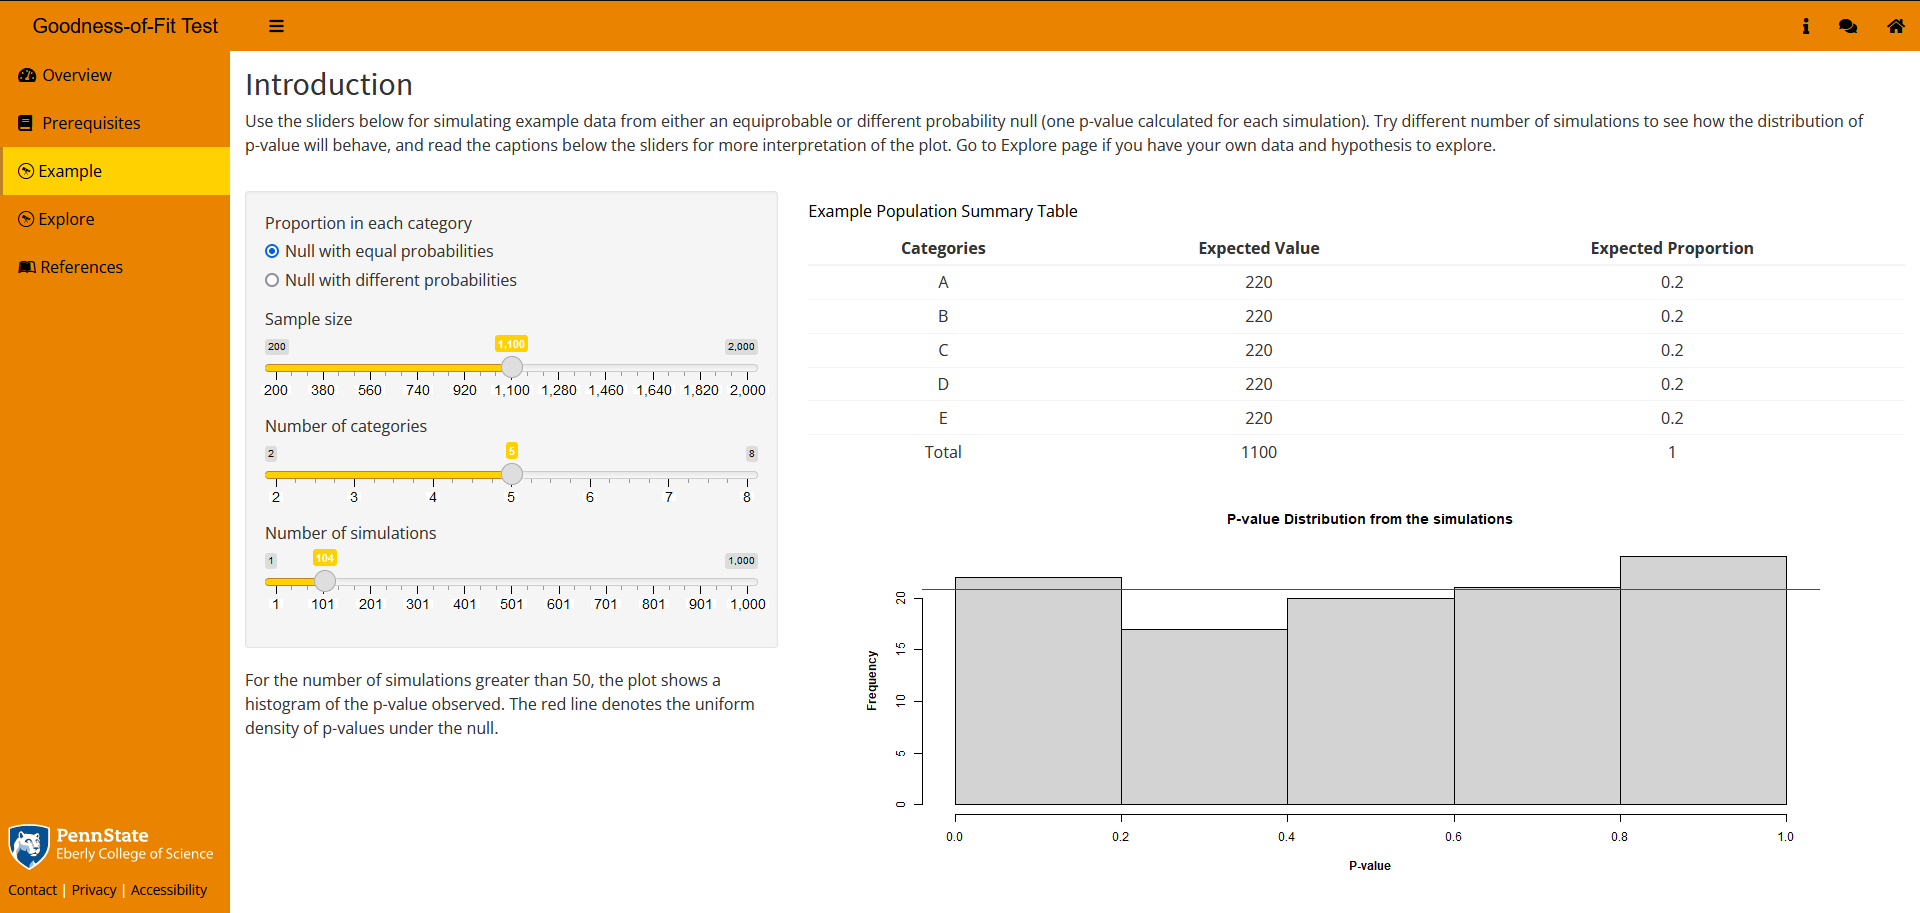 Goodness-of-Fit Test
Overview
Prerequisites
Example
Explore
References
Introduction
Use the sliders below for simulating example data from either an equiprobable or different probability null (one p-value calculated for each simulation). Try different number of simulations to see how the distribution of
p-value will behave, and read the captions below the sliders for more interpretation of the plot. Go to Explore page if you have your own data and hypothesis to explore.
Proportion in each category
Null with equal probabilities
Null with different probabilities
Sample size
200 1,100 2,000
200 380 560 740 920 1,100 1,280 1,460 1,640 1,820 2,000
Number of categories
2 5 8
2 3 4 5 6 7 8
Number of simulations
1 104 1,000
1 101 201 301 401 501 601 701 801 901 1,000
For the number of simulations greater than 50, the plot shows a
histogram of the p-value observed. The red line denotes the uniform
density of p-values under the null.
Example Population Summary Table
Categories Expected Value Expected Proportion
A 220 0.2
B 220 0.2
C 220 0.2
D 220 0.2
E 220 0.2
Total 1100 1
P-value Distribution from the simulations
Frequency
20
15
10
5
0
0.0 0.2 0.4 0.6 0.8 1.0
P-value
PennState
Eberly College of Science
Contact | Privacy | Accessibility